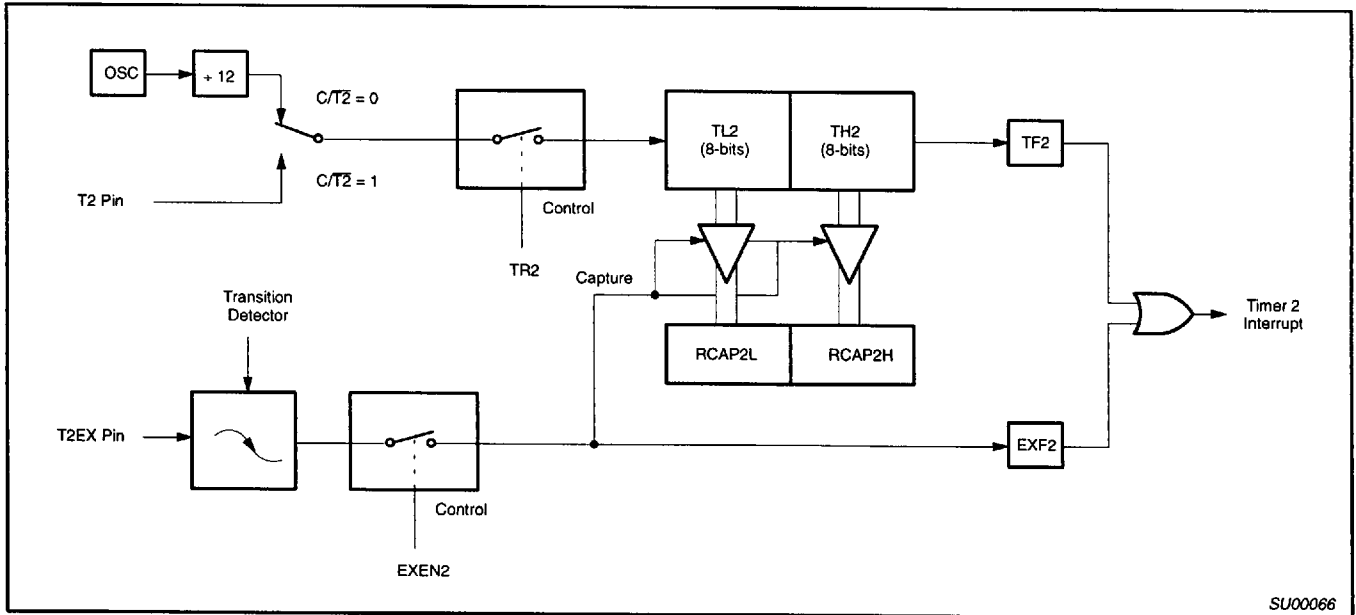 OSC
÷ 12
C/T2̅ = 0
C/T2̅ = 1
T2 Pin
Control
TR2
TL2
(8-bits)
TH2
(8-bits)
TF2
Capture
Transition
Detector
RCAP2L
RCAP2H
Timer 2
Interrupt
T2EX Pin
Control
EXEN2
EXF2
SU00066